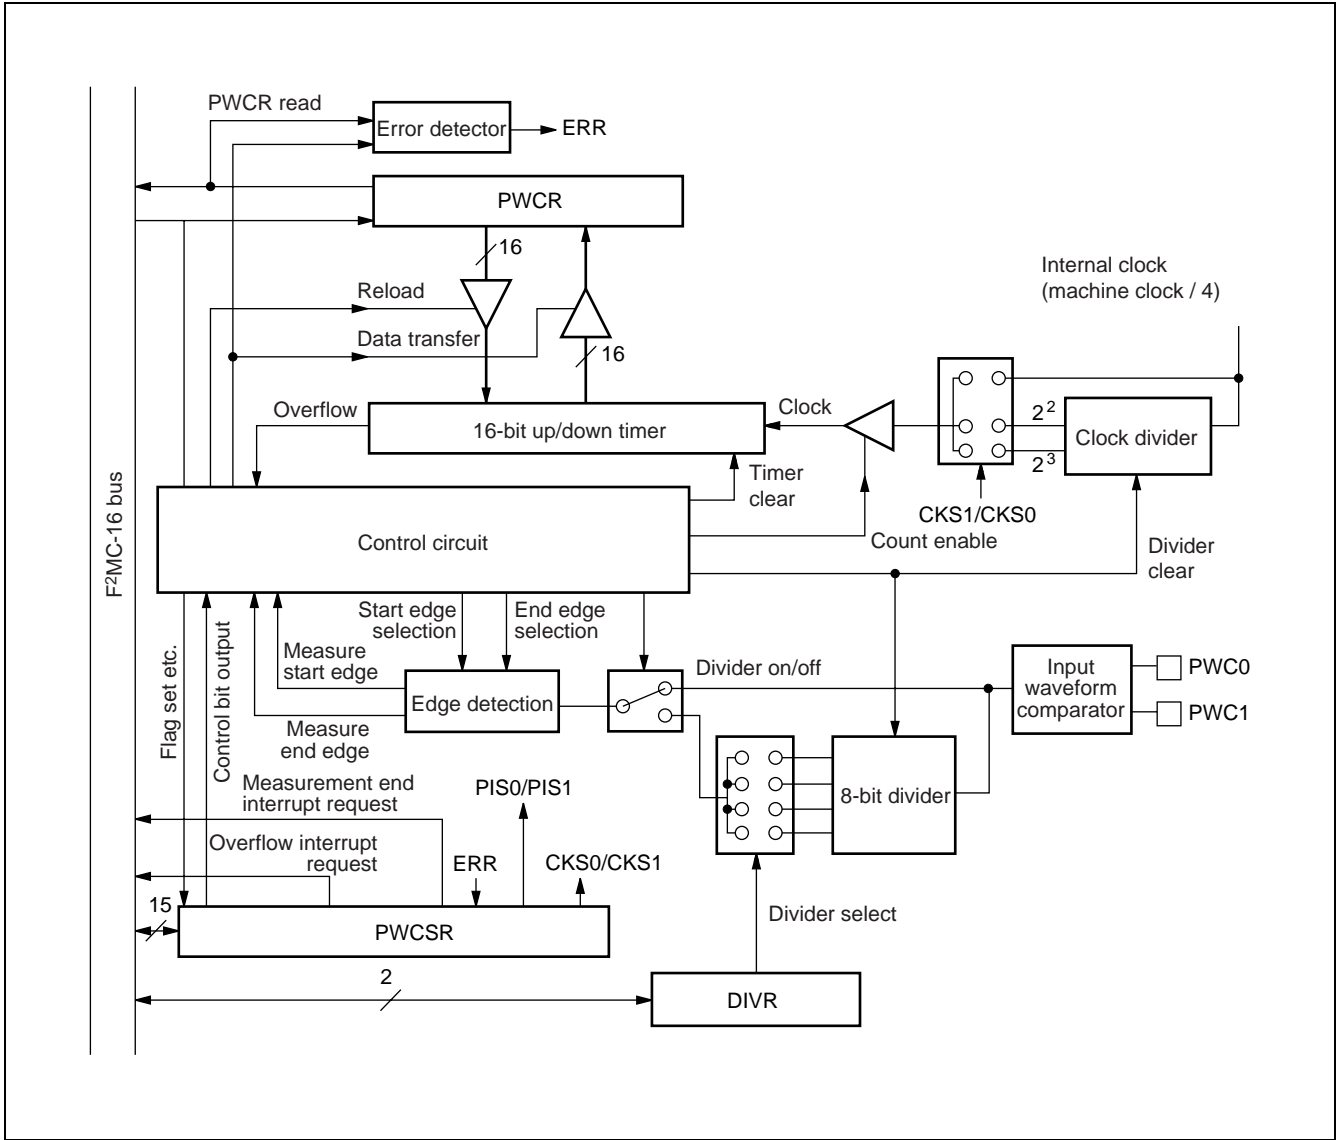 PWCR read
Error detector
ERR
PWCR
16
Internal clock
(machine clock / 4)
Reload
Data transfer
16
Overflow
16-bit up/down timer
Clock
2²
2³
Clock divider
Timer
clear
CKS1/CKS0
Count enable
Divider
clear
F²MC-16 bus
Control circuit
Flag set etc.
Control bit output
Start edge
selection
End edge
selection
Measure
start edge
Edge detection
Measure
end edge
Divider on/off
Input
waveform
comparator
PWC0
PWC1
Measurement end
interrupt request
PIS0/PIS1
8-bit divider
Overflow interrupt
request
ERR
CKS0/CKS1
15
PWCSR
Divider select
2
DIVR